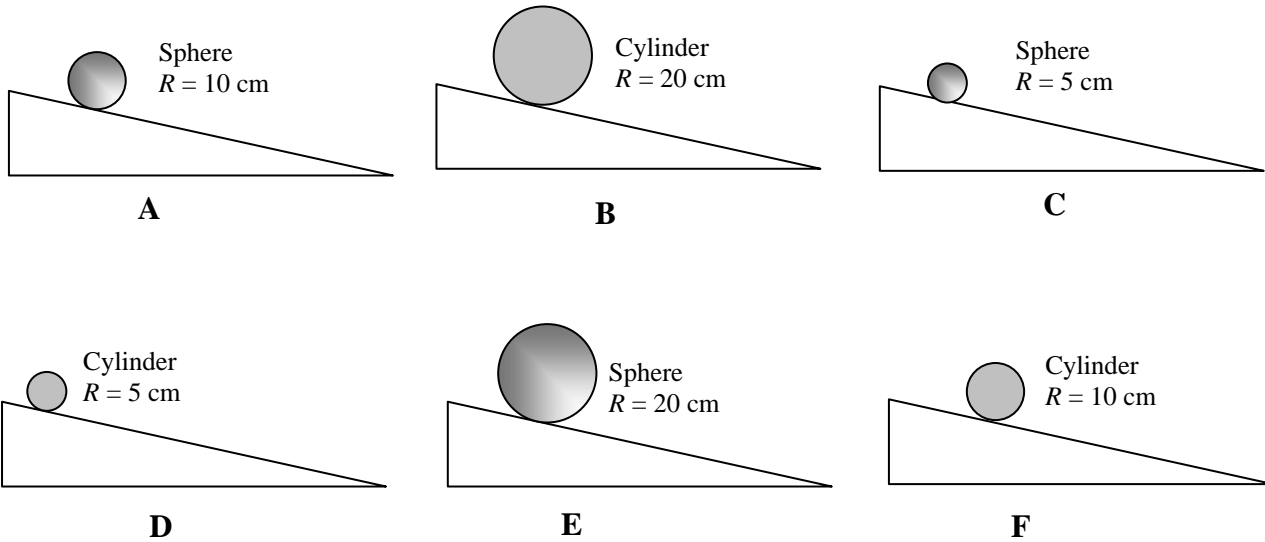 Sphere
R = 10 cm
A
Cylinder
R = 20 cm
B
Sphere
R = 5 cm
C
Cylinder
R = 5 cm
D
Sphere
R = 20 cm
E
Cylinder
R = 10 cm
F